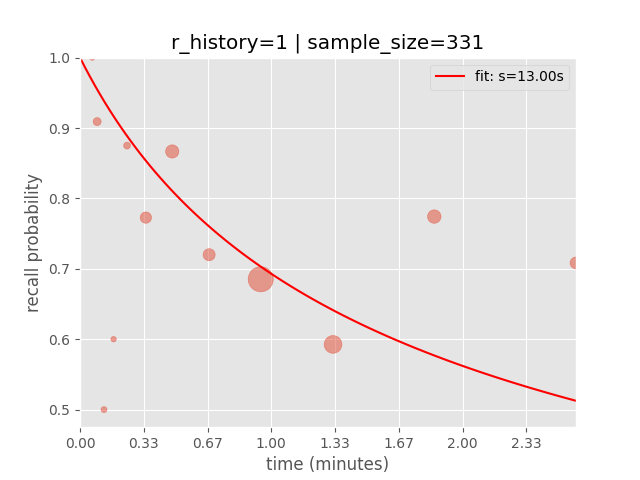 r_history=1 | sample_size=331
fit: s=13.00s
recall probability
1.0
0.9
0.8
0.7
0.6
0.5
0.00 0.33 0.67 1.00 1.33 1.67 2.00 2.33
time (minutes)